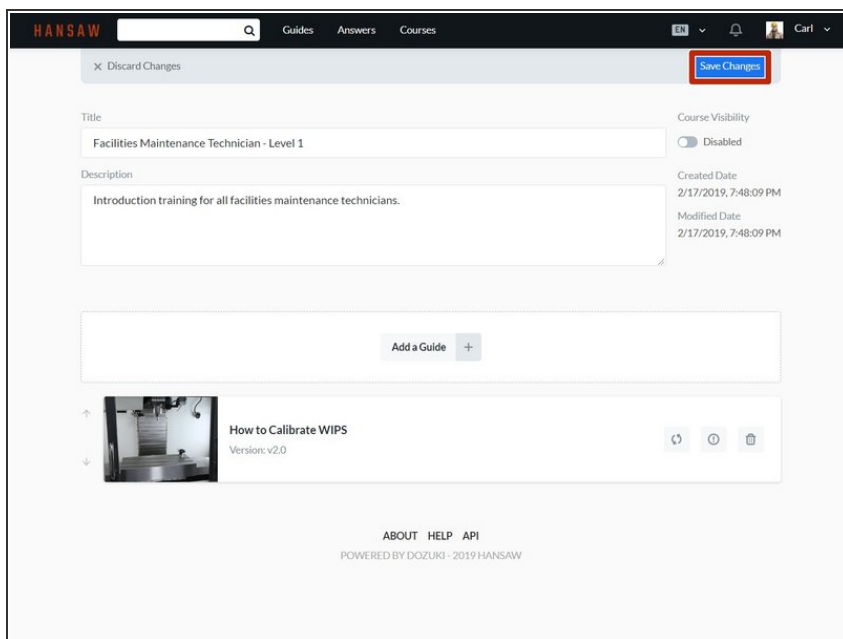 HANSAW Guides Answers Courses EN Carl
× Discard Changes Save Changes
Title Course Visibility
Facilities Maintenance Technician - Level 1 Disabled
Description Created Date
Introduction training for all facilities maintenance technicians. 2/17/2019, 7:48:09 PM
Modified Date
2/17/2019, 7:48:09 PM
Add a Guide +
How to Calibrate WIPS
Version: v2.0
ABOUT HELP API
POWERED BY DOZUKI - 2019 HANSAW